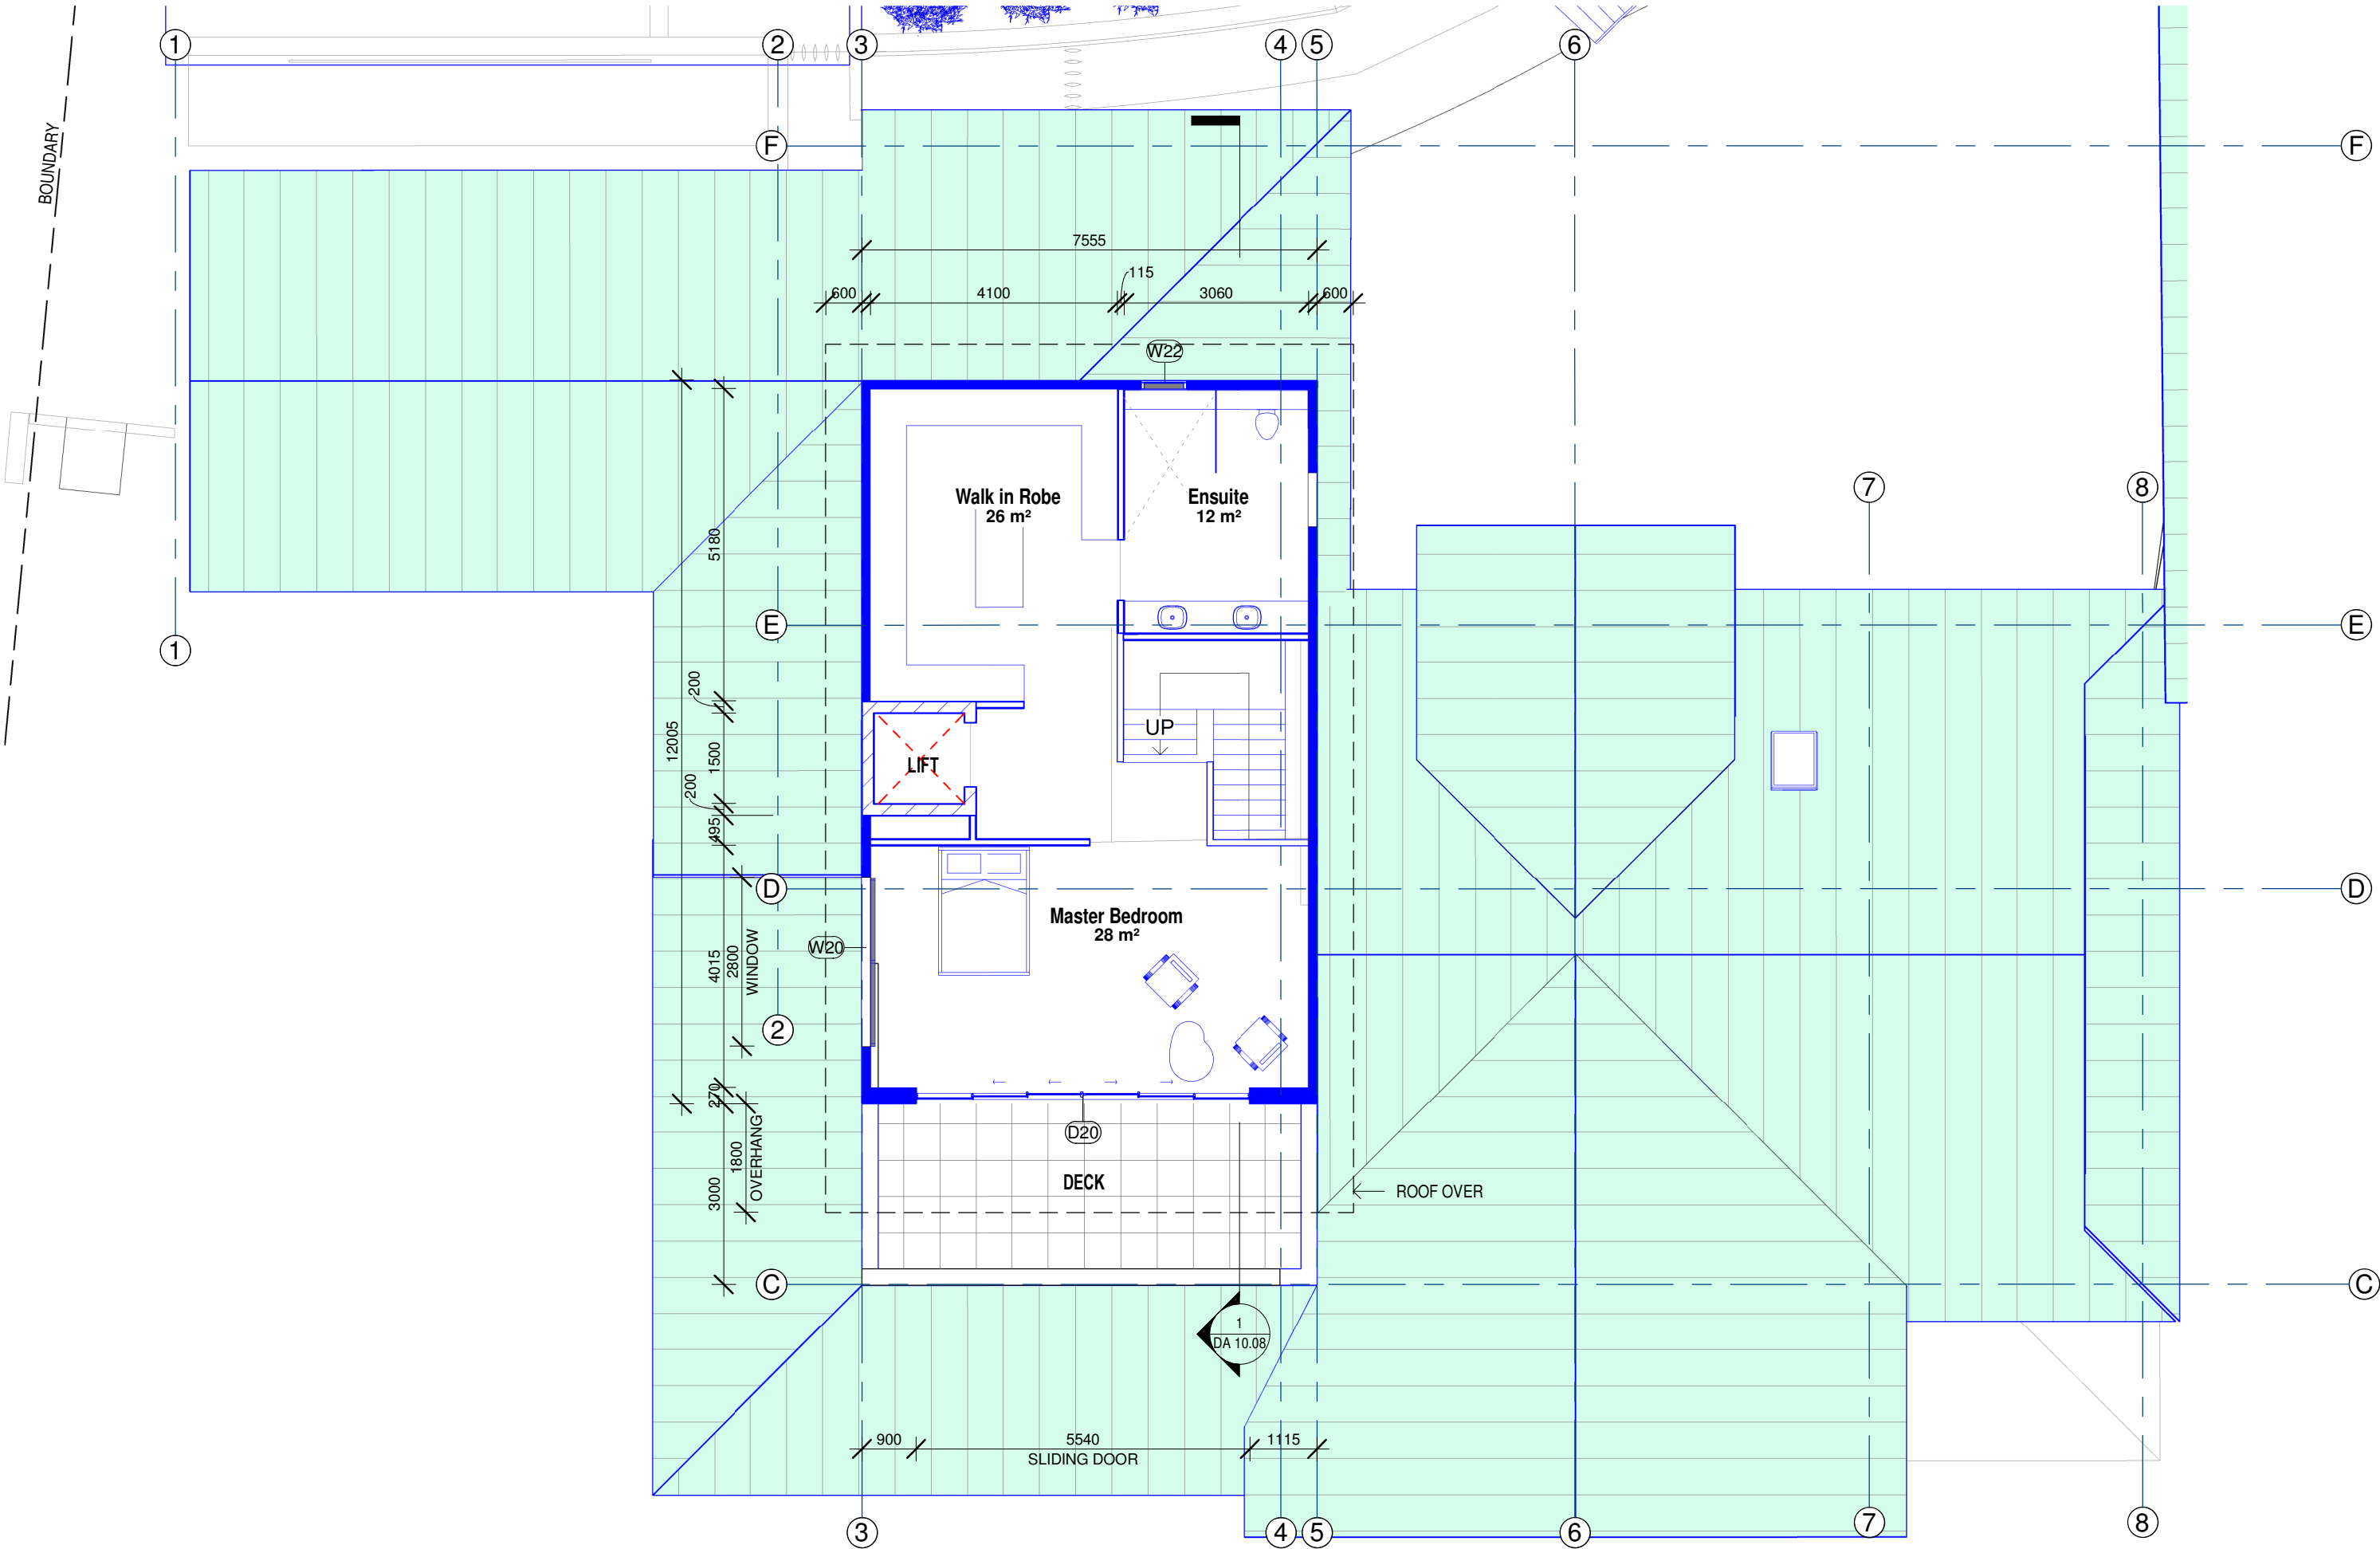 1
2
3
4
5
6
BOUNDARY
F
F
7555
115
600
4100
3060
600
W22
Walk in Robe
26 m²
Ensuite
12 m²
7
8
5180
E
E
1
200
12005
1500
UP
LIFT
200
495
D
D
Master Bedroom
28 m²
W20
4015
2800
WINDOW
2
270
D20
1800
OVERHANG
DECK
3000
ROOF OVER
C
C
1
DA 10.08
900
5540
1115
SLIDING DOOR
3
4
5
6
7
8